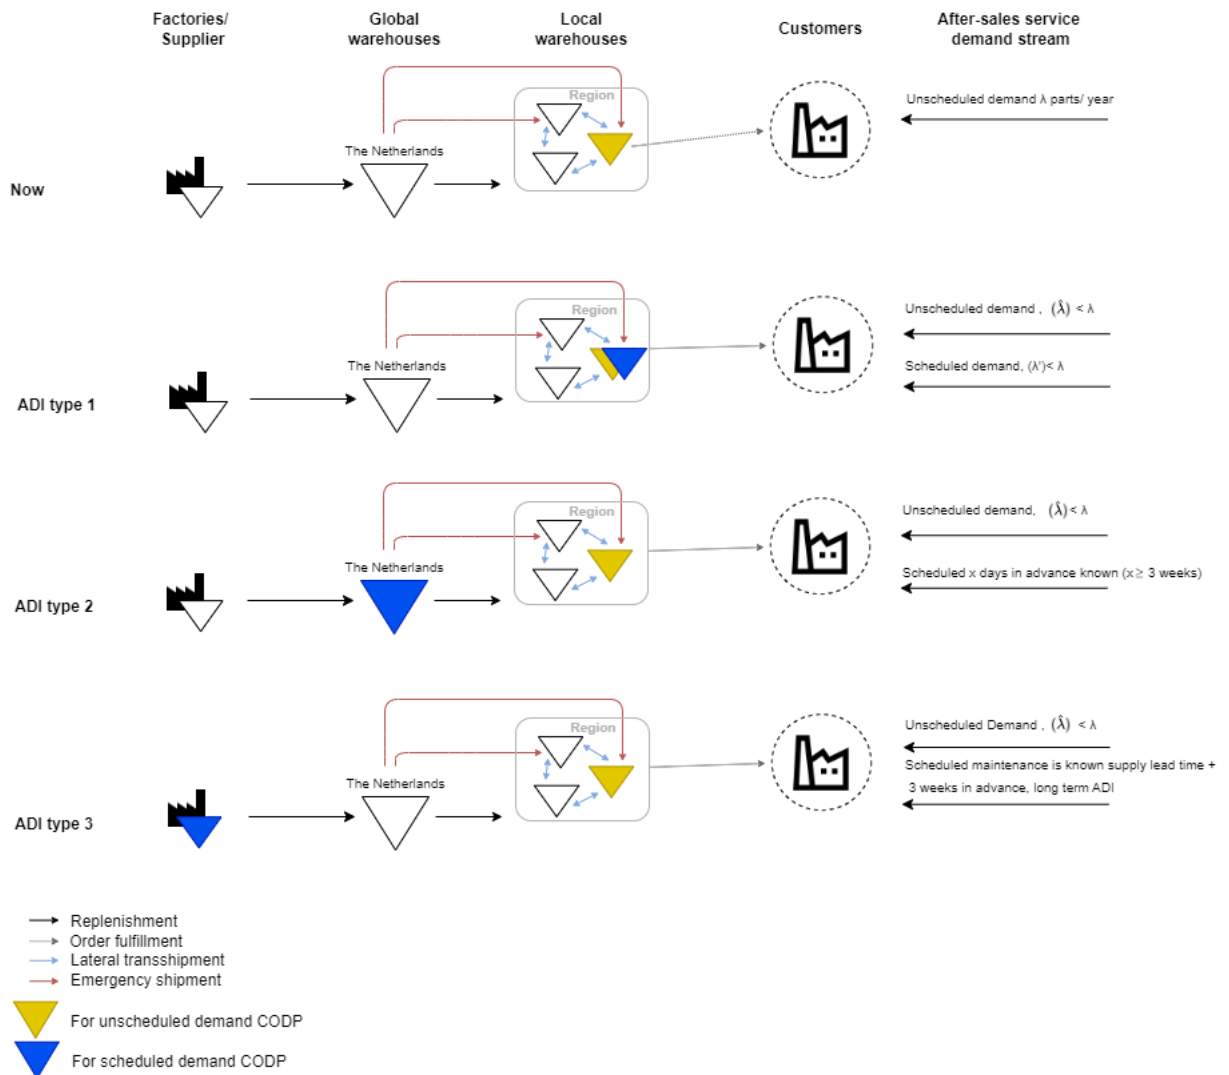 Factories/
Supplier
Global
warehouses
Local
warehouses
Customers
After-sales service
demand stream
Region
Unscheduled demand λ parts/ year
The Netherlands
Now
Region
Unscheduled demand , (λ̂) < λ
The Netherlands
Scheduled demand, (λ')< λ
ADI type 1
Region
Unscheduled demand, (λ̂)< λ
The Netherlands
Scheduled x days in advance known (x≥ 3 weeks)
ADI type 2
Region
Unscheduled Demand , (λ̂) < λ
The Netherlands
Scheduled maintenance is known supply lead time +
3 weeks in advance, long term ADI
ADI type 3
Replenishment
Order fulfillment
Lateral transshipment
Emergency shipment
For unscheduled demand CODP
For scheduled demand CODP